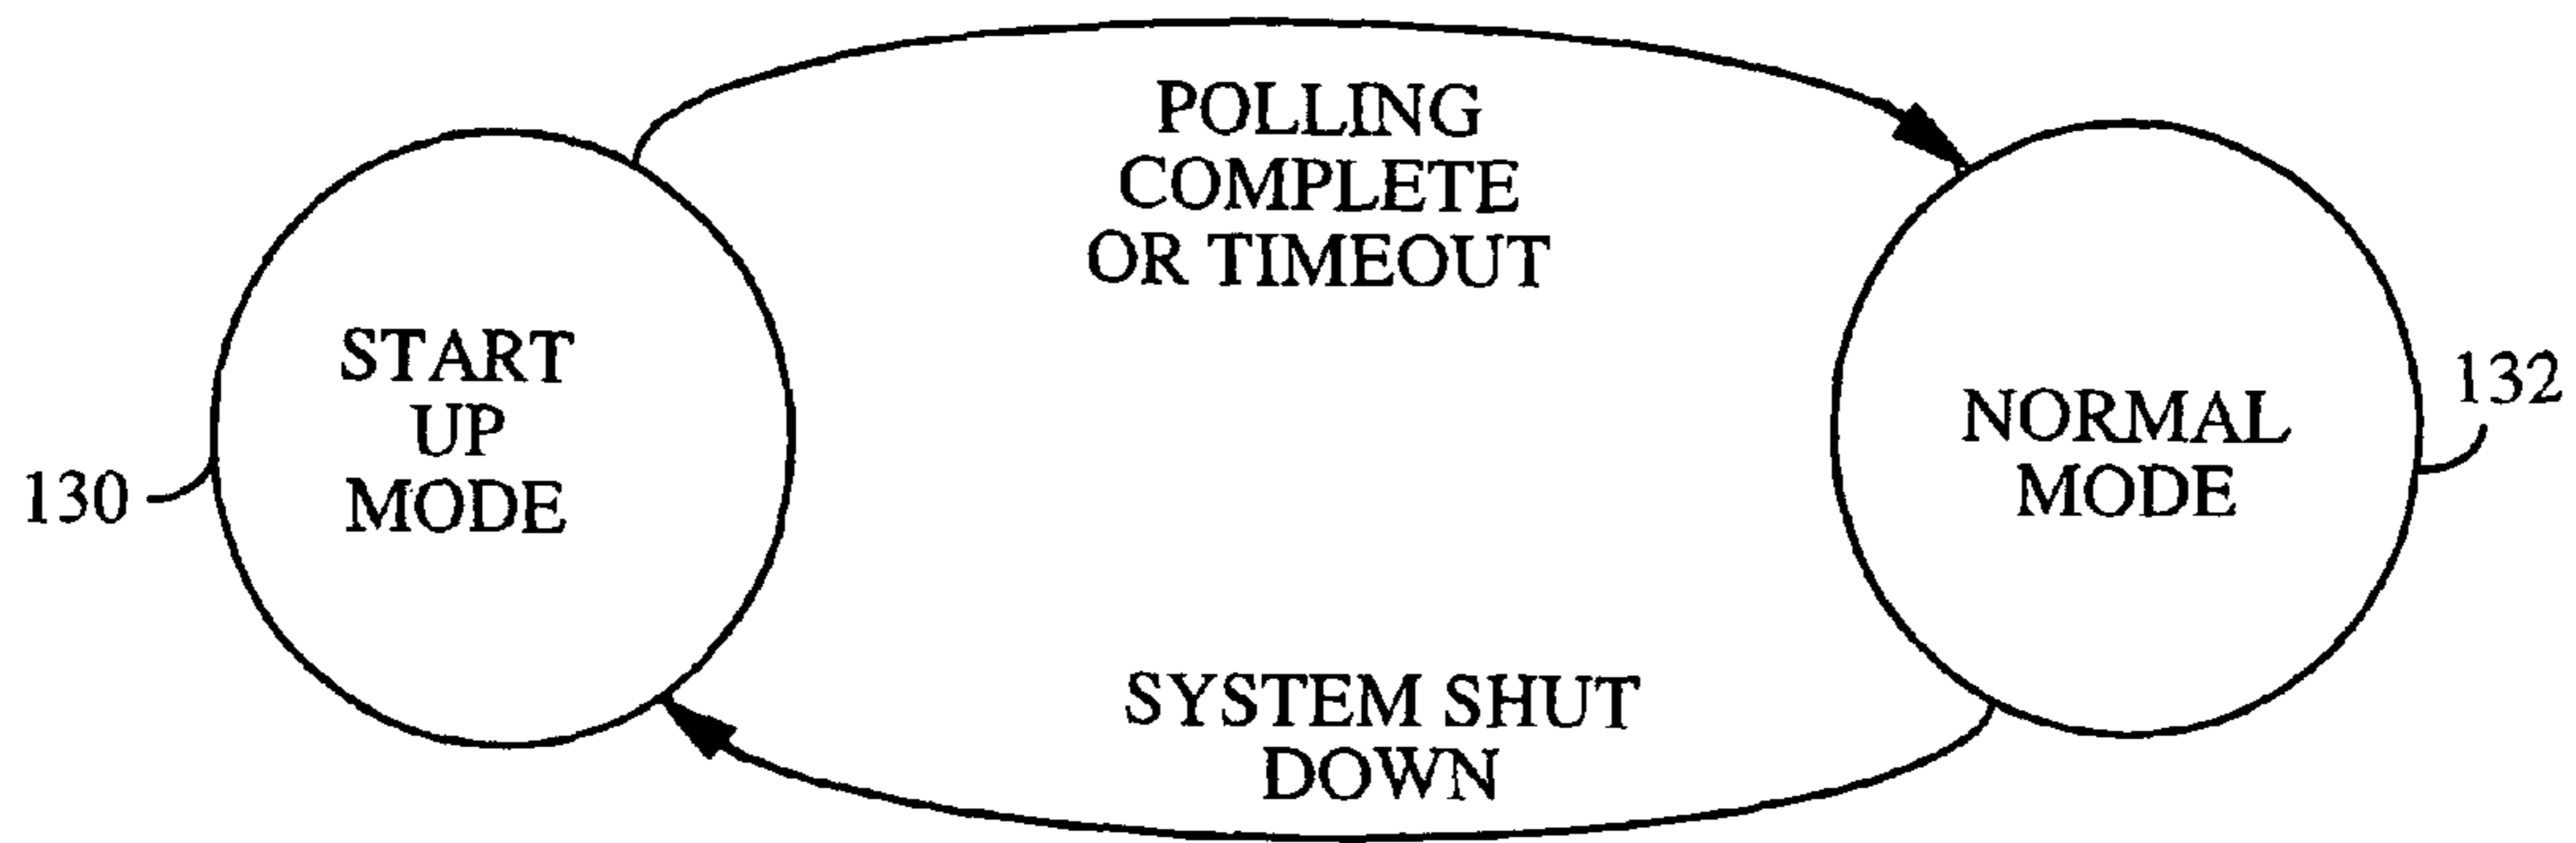 POLLING
COMPLETE
OR TIMEOUT
START
UP
MODE
130
NORMAL
MODE
132
SYSTEM SHUT
DOWN